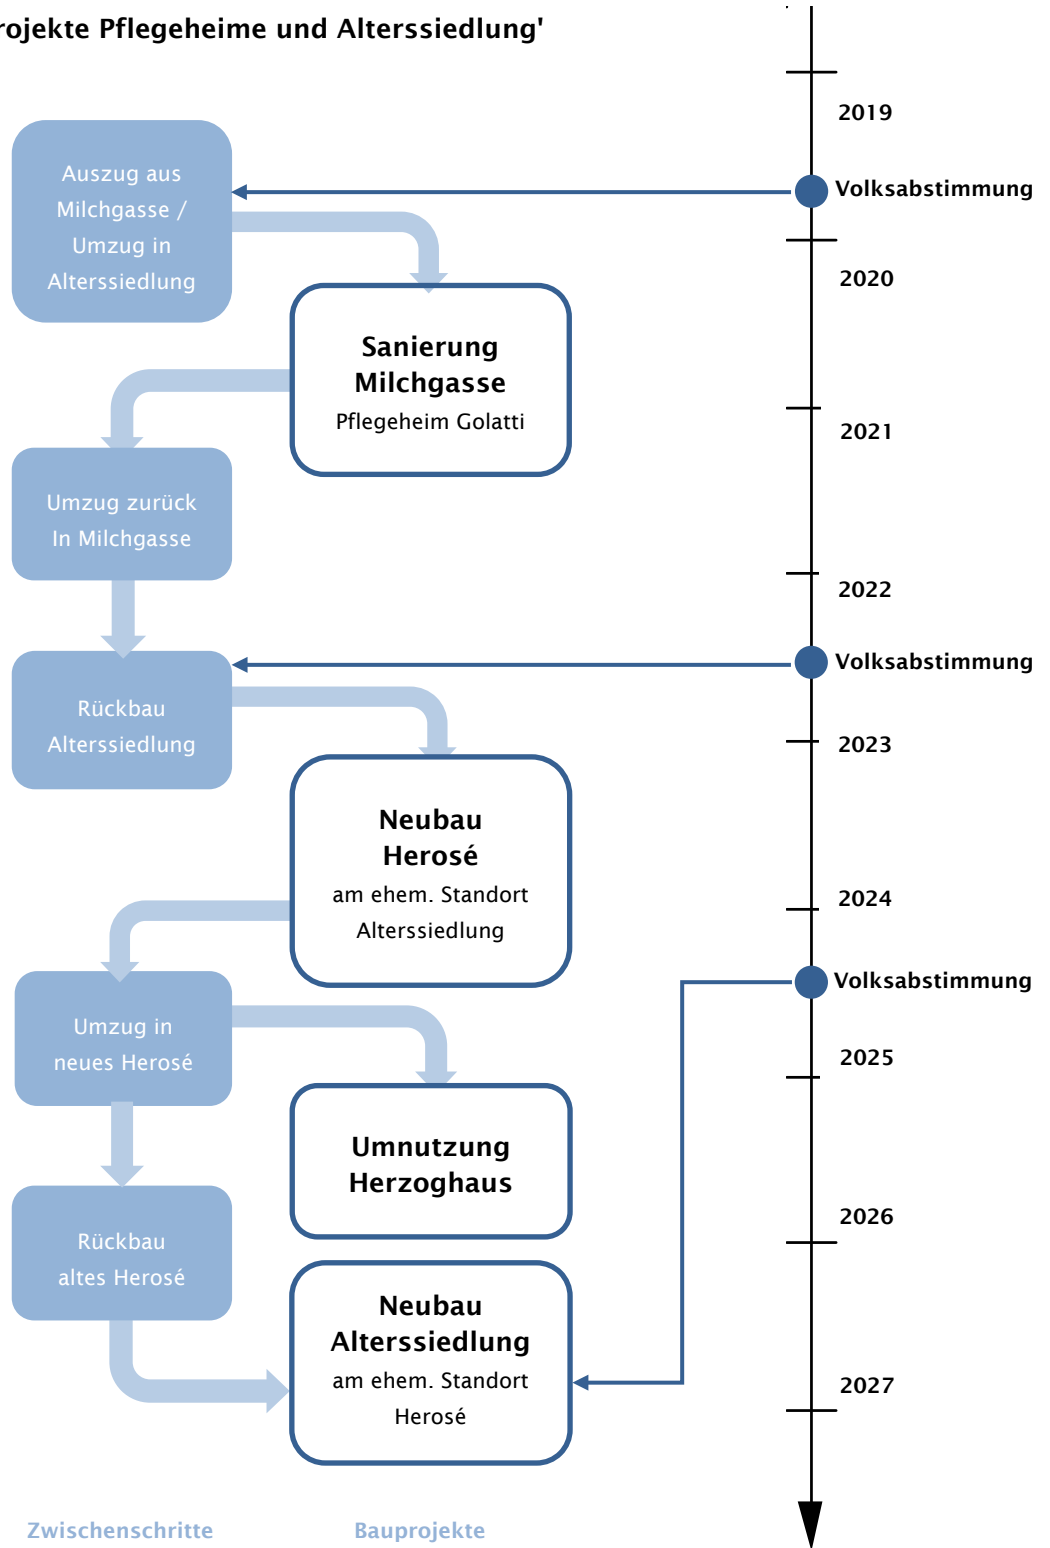 rojekte Pflegeheime und Alterssiedlung'
2019
Auszug aus
Milchgasse /
Umzug in
Alterssiedlung
Volksabstimmung
2020
Sanierung
Milchgasse
Pflegeheim Golatti
2021
Umzug zurück
In Milchgasse
2022
Volksabstimmung
Rückbau
Alterssiedlung
2023
Neubau
Herosé
am ehem. Standort
Alterssiedlung
2024
Volksabstimmung
Umzug in
neues Herosé
2025
Umnutzung
Herzoghaus
2026
Rückbau
altes Herosé
Neubau
Alterssiedlung
am ehem. Standort
Herosé
2027
Zwischenschritte
Bauprojekte